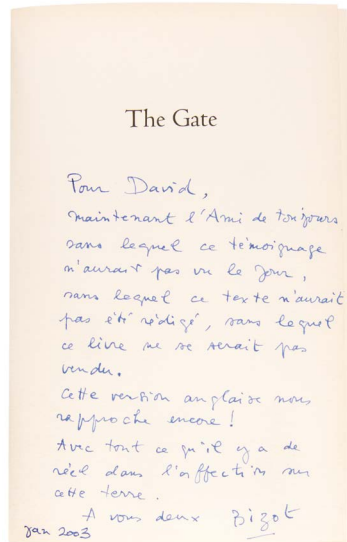 The Gate
Pour David,
maintenant l'Ami de toujours
sans lequel ce témoignage
n'aurait pas vu le Jour,
sans lequel ce texte n'aurait
pas été rédigé, sans lequel
ce livre ne se serait pas
vendu.
Cette version anglaise nous
rapproche encore !
Avec tout ce qu'il y a de
réel dans l'affection sur
cette terre.
A vous deux Bizot
Jan 2003